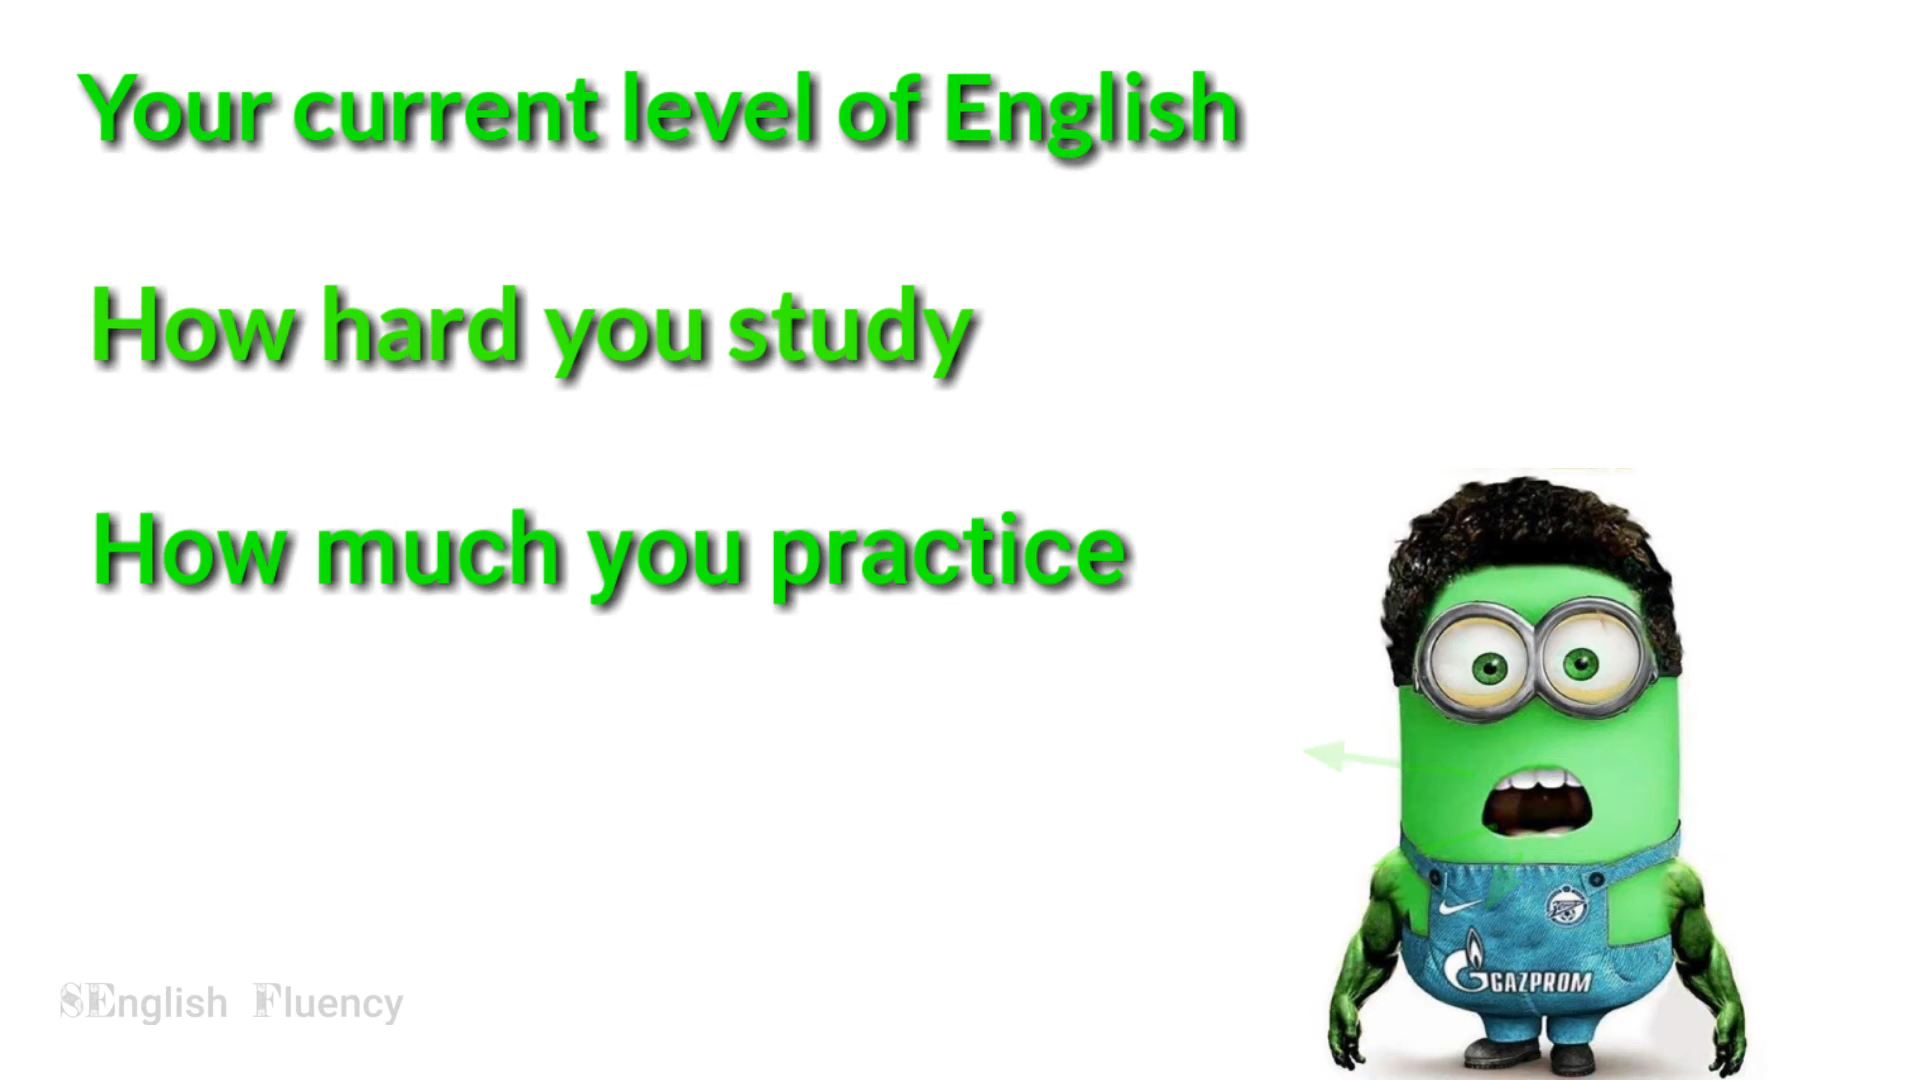 Your current level of English
How hard you study
How much you practice
GAZPROM
SEnglish Fluency